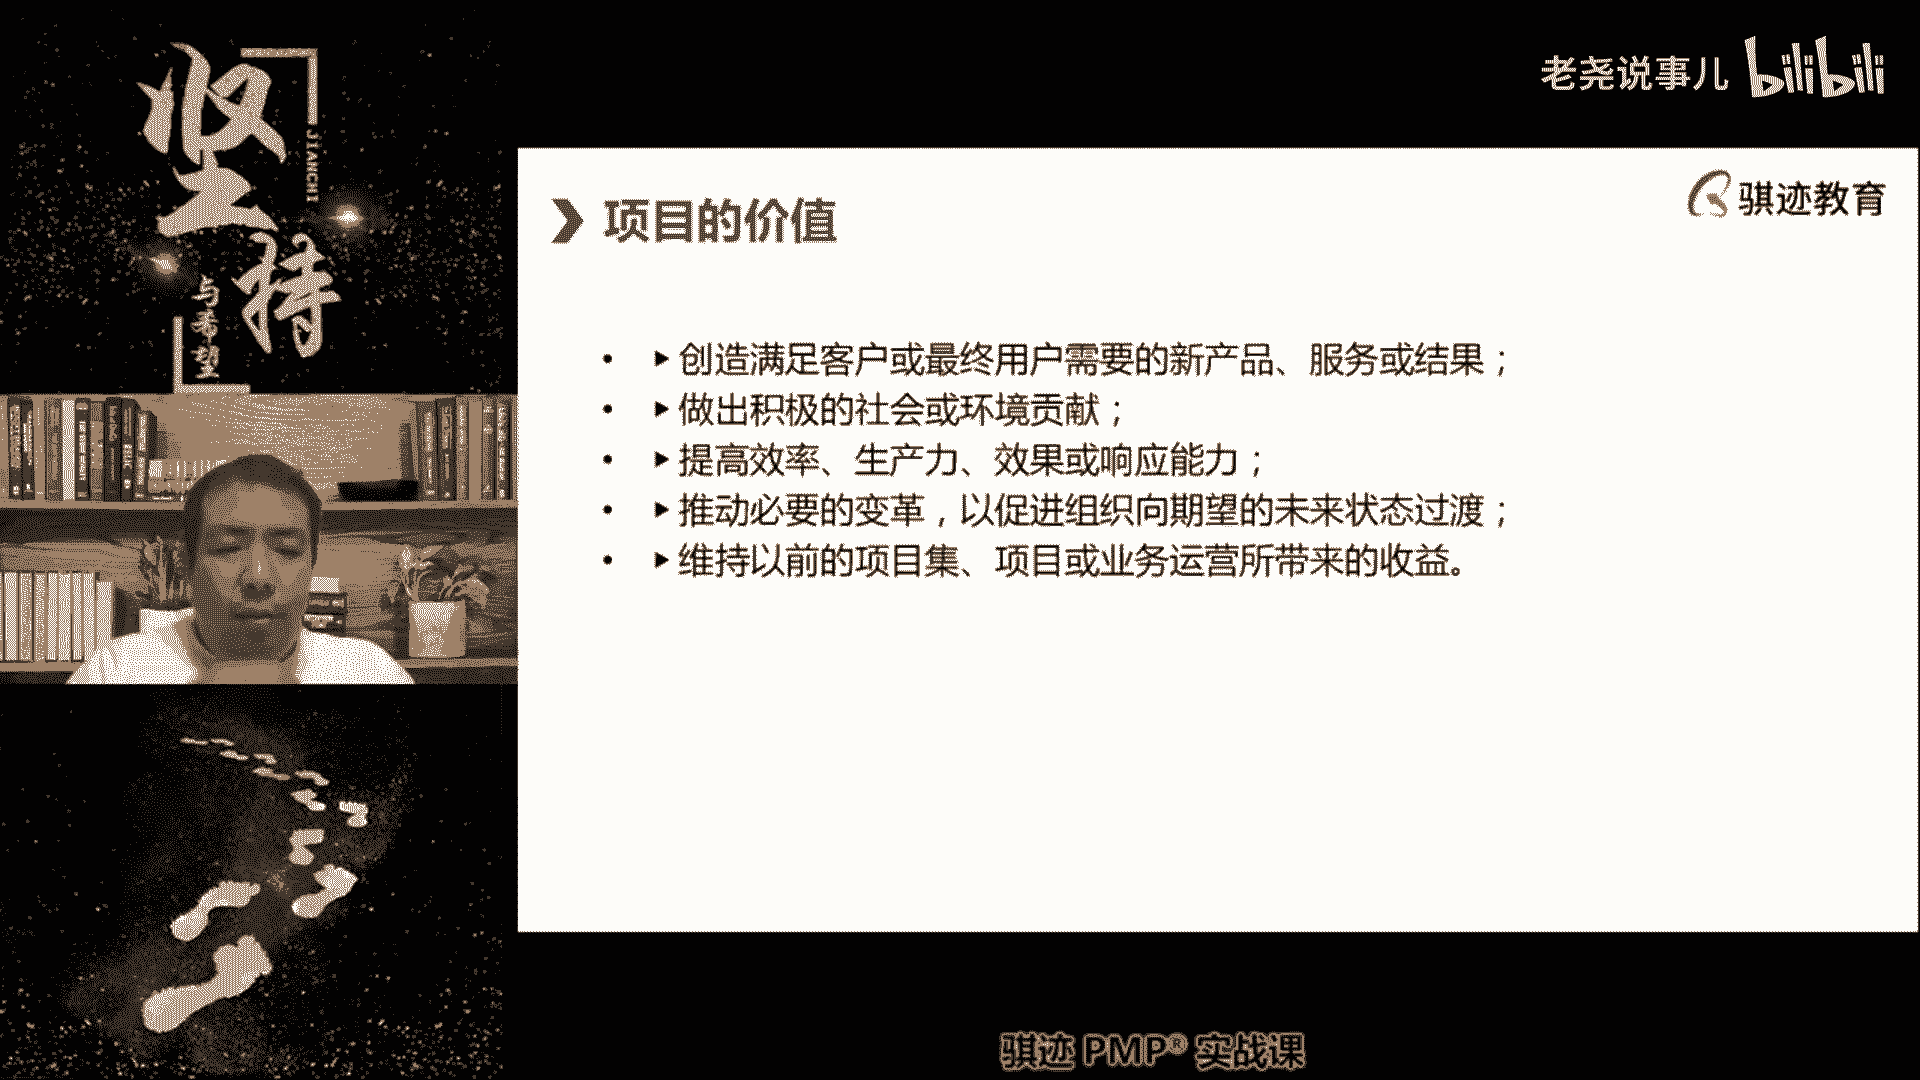 坚持
JIANCHI
与希望
老尧说事儿 bilibili
骐迹教育
项目的价值
• ▶ 创造满足客户或最终用户需要的新产品、服务或结果；
• ▶ 做出积极的社会或环境贡献；
• ▶ 提高效率、生产力、效果或响应能力；
• ▶ 推动必要的变革，以促进组织向期望的未来状态过渡；
• ▶ 维持以前的项目集、项目或业务运营所带来的收益。
骐迹 PMP® 实战课